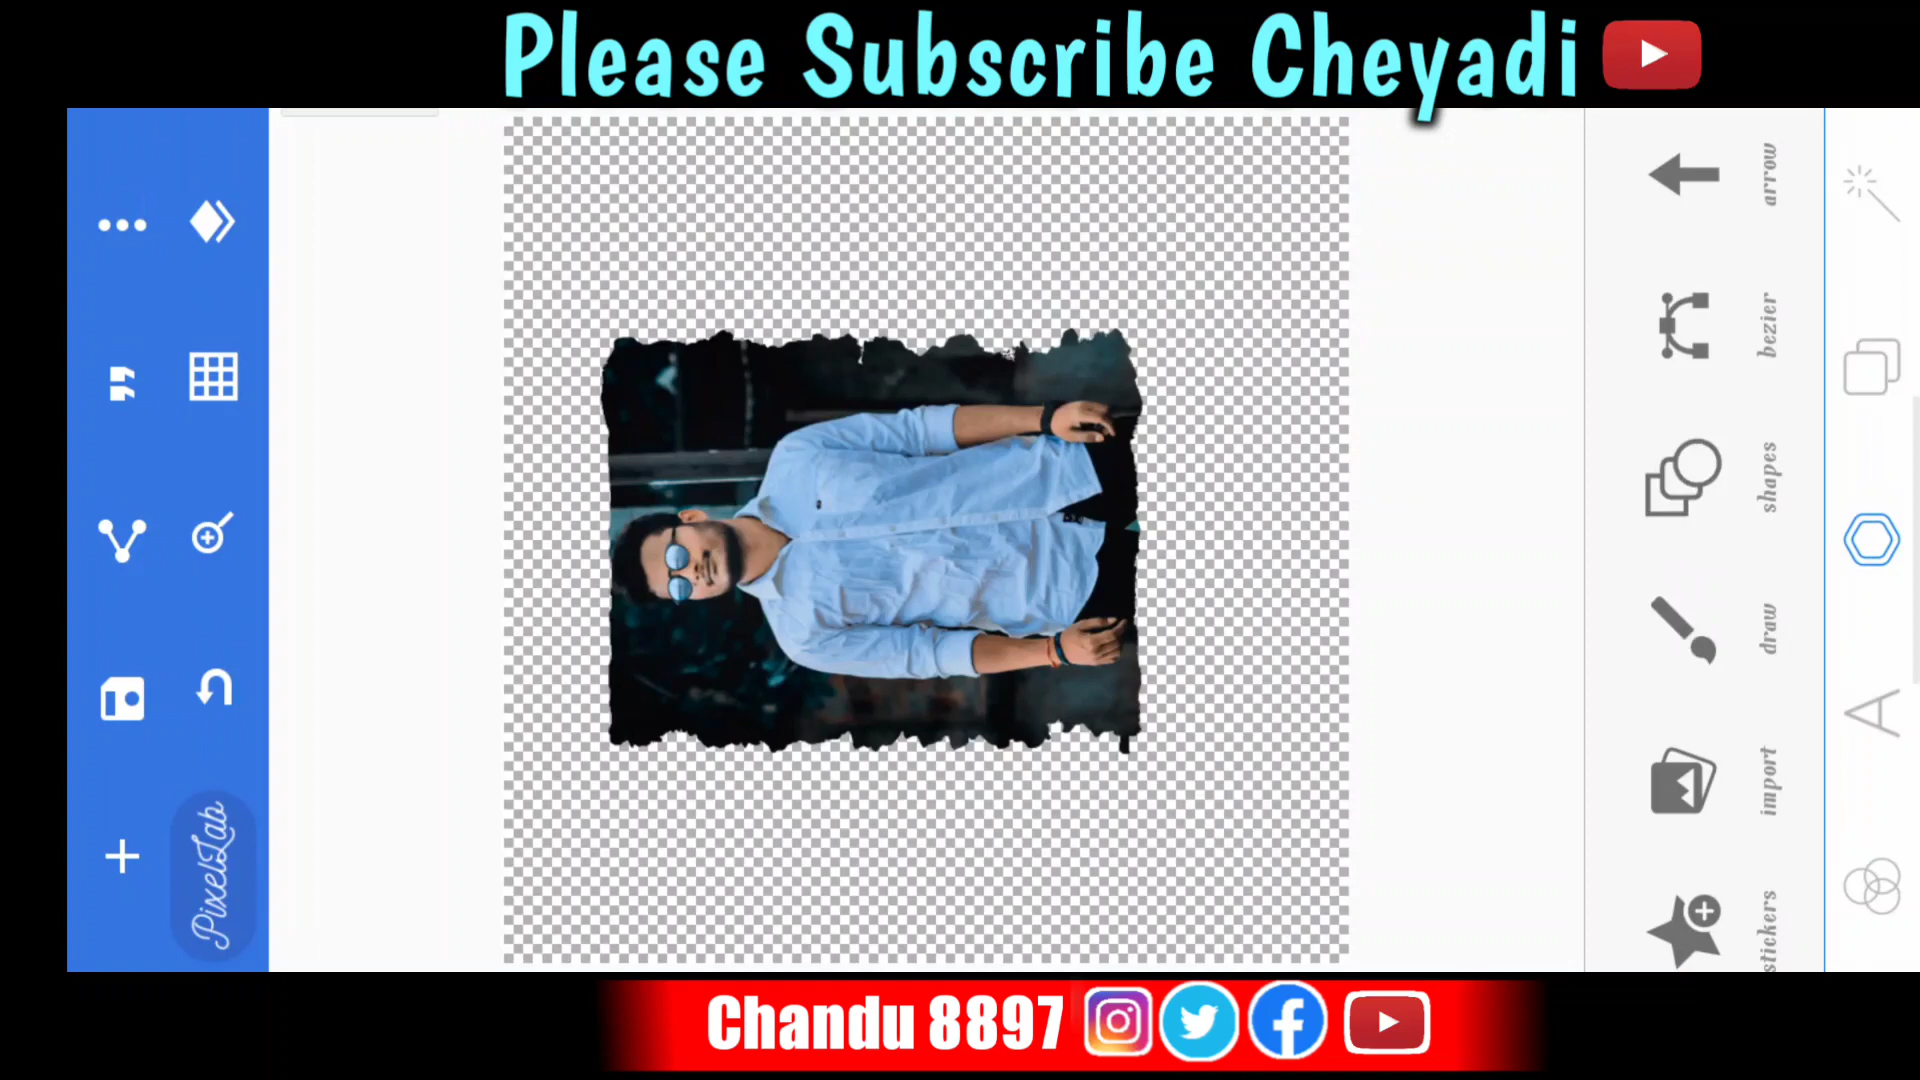 Please Subscribe Cheyadi
arrow
bezier
shapes
draw
import
stickers
PixelLab
Chandu 8897